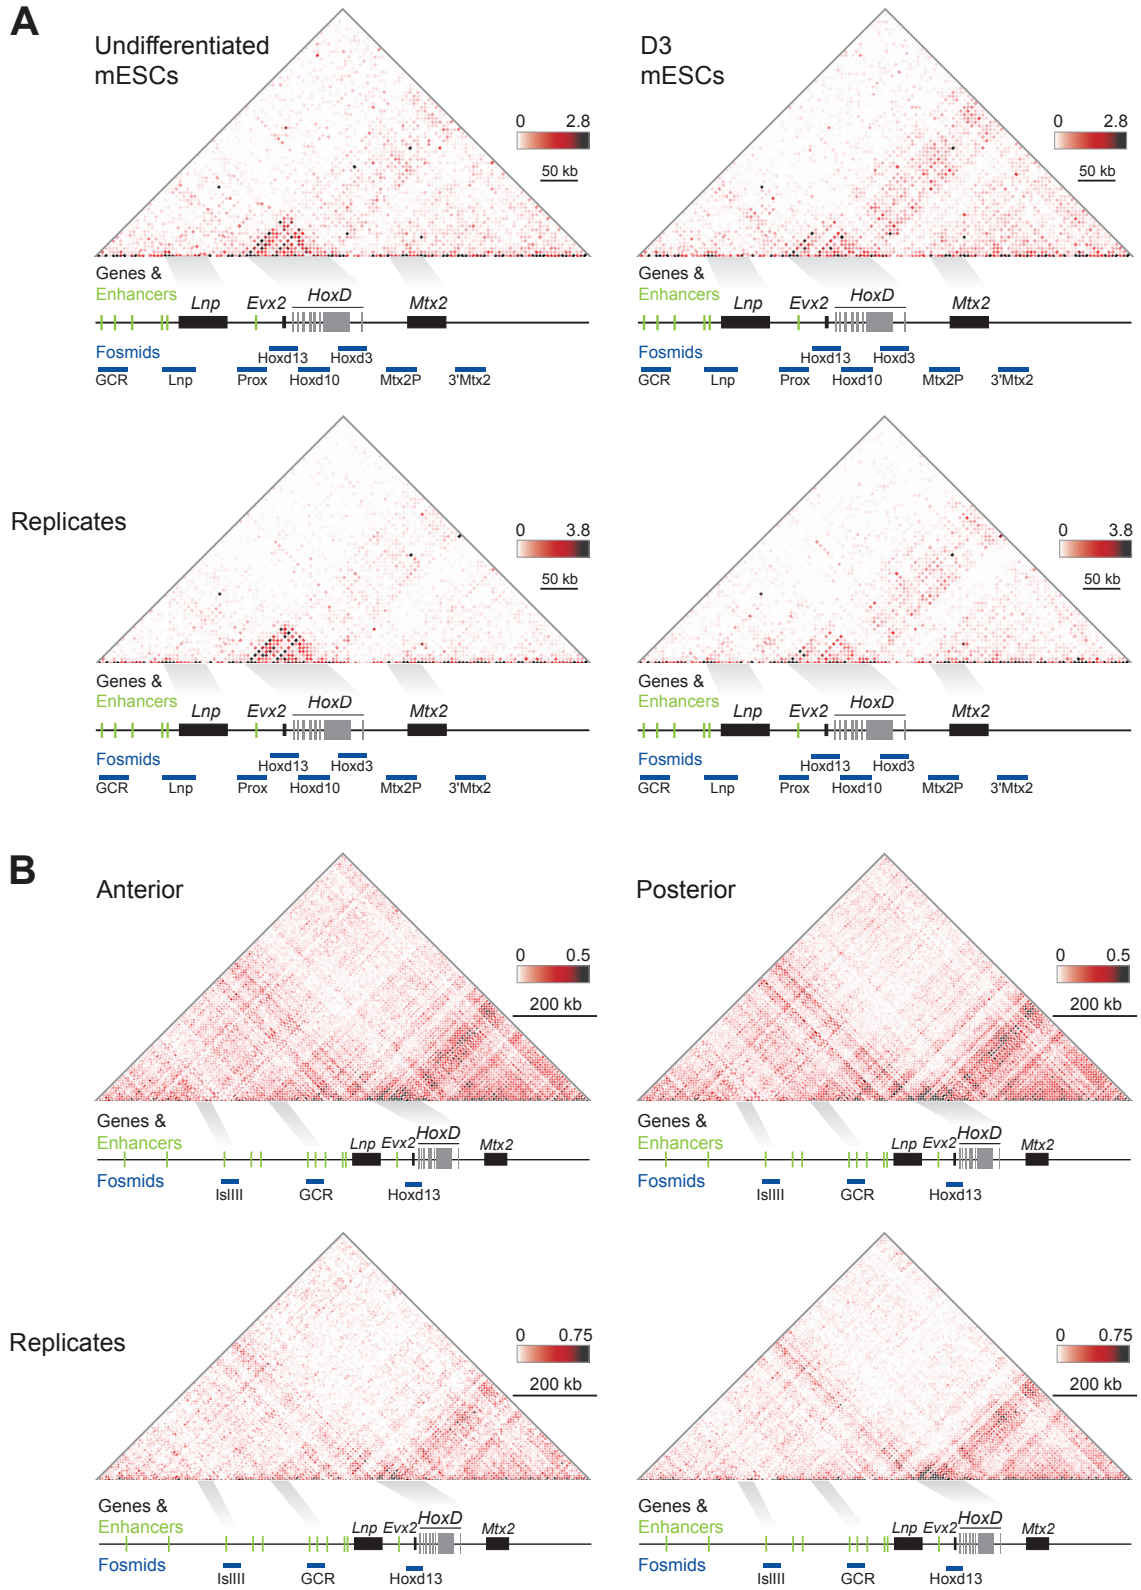 A
Undifferentiated
mESCs
0 2.8
50 kb
Genes &
Enhancers
Lnp Evx2 HoxD Mtx2
Fosmids
Hoxd13 Hoxd3
GCR Lnp Prox Hoxd10 Mtx2P 3'Mtx2
D3
mESCs
0 2.8
50 kb
Genes &
Enhancers
Lnp Evx2 HoxD Mtx2
Fosmids
Hoxd13 Hoxd3
GCR Lnp Prox Hoxd10 Mtx2P 3'Mtx2
Replicates
0 3.8
50 kb
Genes &
Enhancers
Lnp Evx2 HoxD Mtx2
Fosmids
Hoxd13 Hoxd3
GCR Lnp Prox Hoxd10 Mtx2P 3'Mtx2
0 3.8
50 kb
Genes &
Enhancers
Lnp Evx2 HoxD Mtx2
Fosmids
Hoxd13 Hoxd3
GCR Lnp Prox Hoxd10 Mtx2P 3'Mtx2
B
Anterior
0 0.5
200 kb
Genes &
Enhancers
Lnp Evx2 HoxD Mtx2
Fosmids
IslIII GCR Hoxd13
Posterior
0 0.5
200 kb
Genes &
Enhancers
Lnp Evx2 HoxD Mtx2
Fosmids
IslIII GCR Hoxd13
Replicates
0 0.75
200 kb
Genes &
Enhancers
Lnp Evx2 HoxD Mtx2
Fosmids
IslIII GCR Hoxd13
0 0.75
200 kb
Genes &
Enhancers
Lnp Evx2 HoxD Mtx2
Fosmids
IslIII GCR Hoxd13